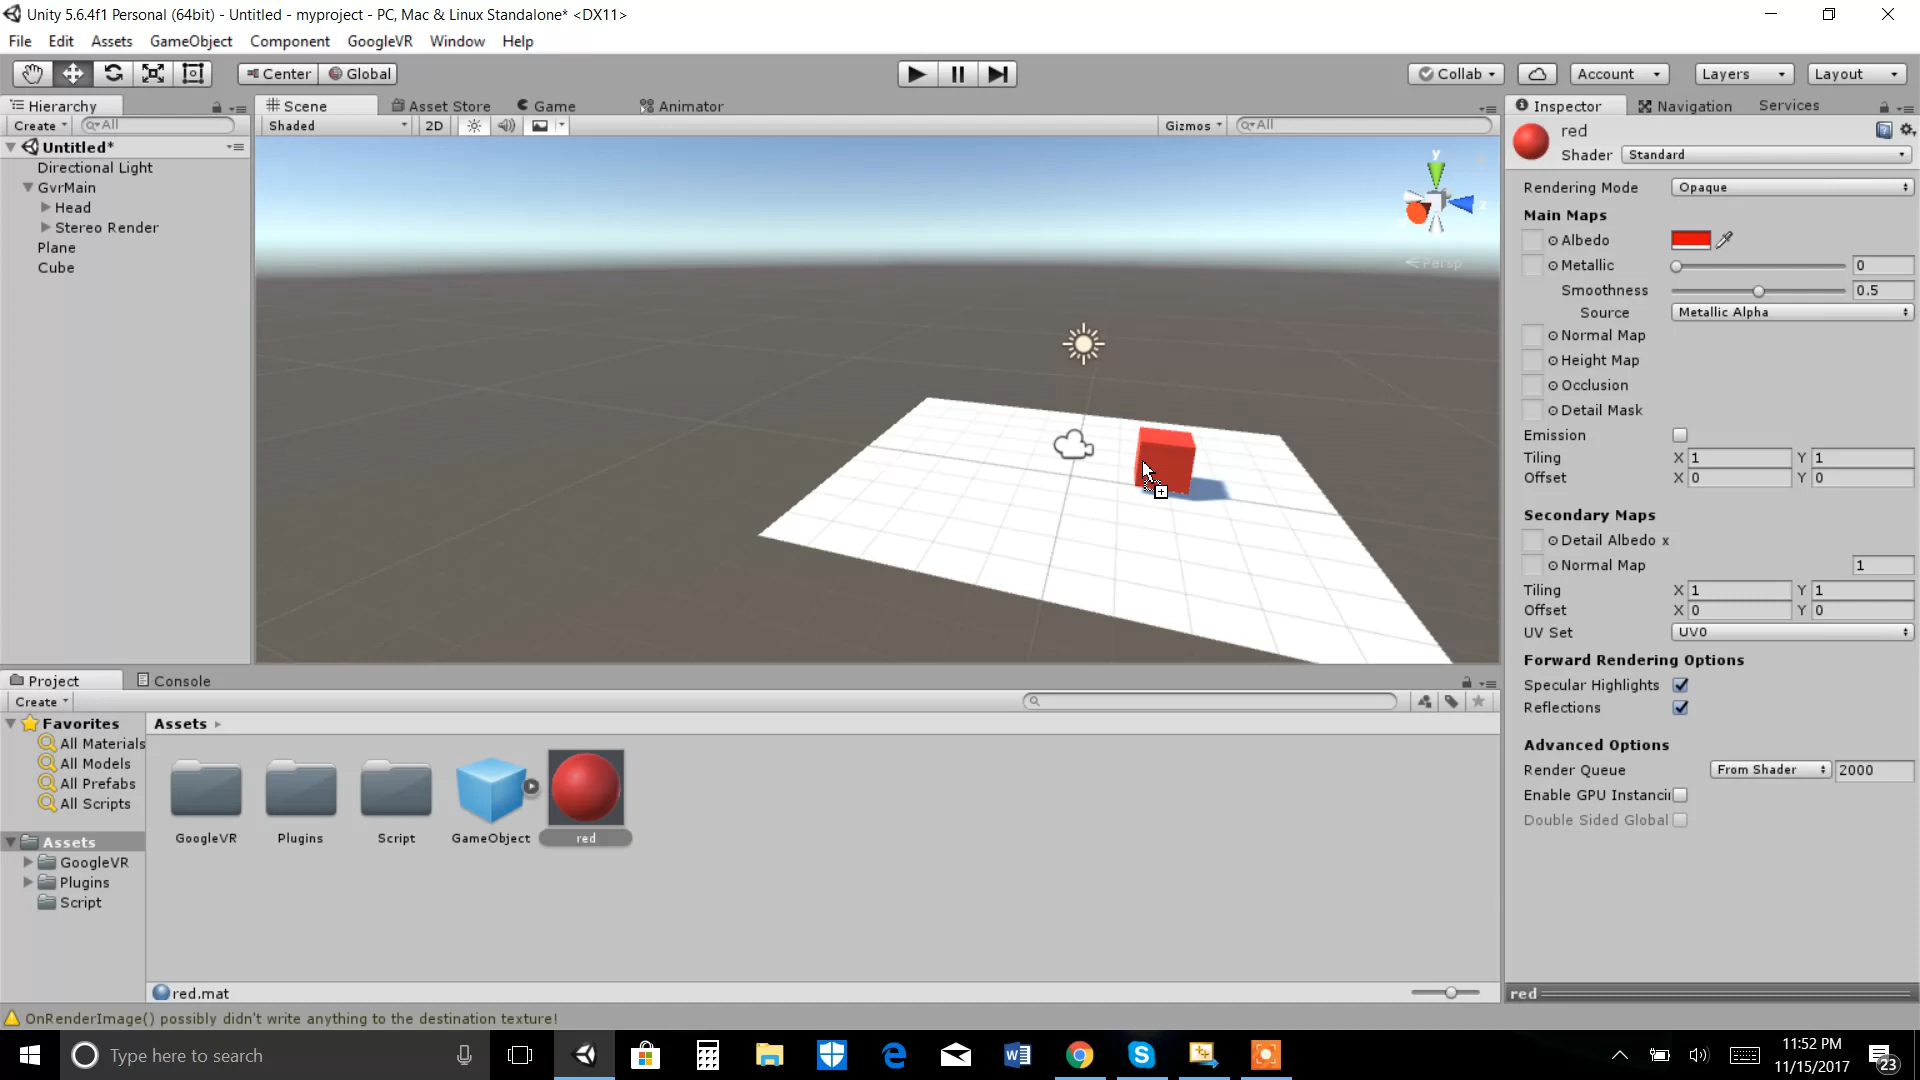 Unity 5.6.4f1 Personal (64bit) - Untitled - myproject - PC, Mac & Linux Standalone* <DX11>
File Edit Assets GameObject Component GoogleVR Window Help
Center Global Collab Account Layers Layout
Hierarchy Scene Asset Store Game Animator Inspector Navigation Services
Create All Shaded 2D Gizmos All
Untitled*
Directional Light
GvrMain
Head
Stereo Render
Plane
Cube
y
z
Persp
red
Shader Standard
Rendering Mode Opaque
Main Maps
Albedo
Metallic 0
Smoothness 0.5
Source Metallic Alpha
Normal Map
Height Map
Occlusion
Detail Mask
Emission
Tiling X 1 Y 1
Offset X 0 Y 0
Secondary Maps
Detail Albedo x
Normal Map 1
Tiling X 1 Y 1
Offset X 0 Y 0
UV Set UV0
Forward Rendering Options
Specular Highlights
Reflections
Advanced Options
Render Queue From Shader 2000
Enable GPU Instanci
Double Sided Global
red
Project Console
Create
Favorites
All Materials
All Models
All Prefabs
All Scripts
Assets
GoogleVR
Plugins
Script
Assets
GoogleVR Plugins Script GameObject red
red.mat
OnRenderImage() possibly didn't write anything to the destination texture!
Type here to search
11:52 PM
11/15/2017
23